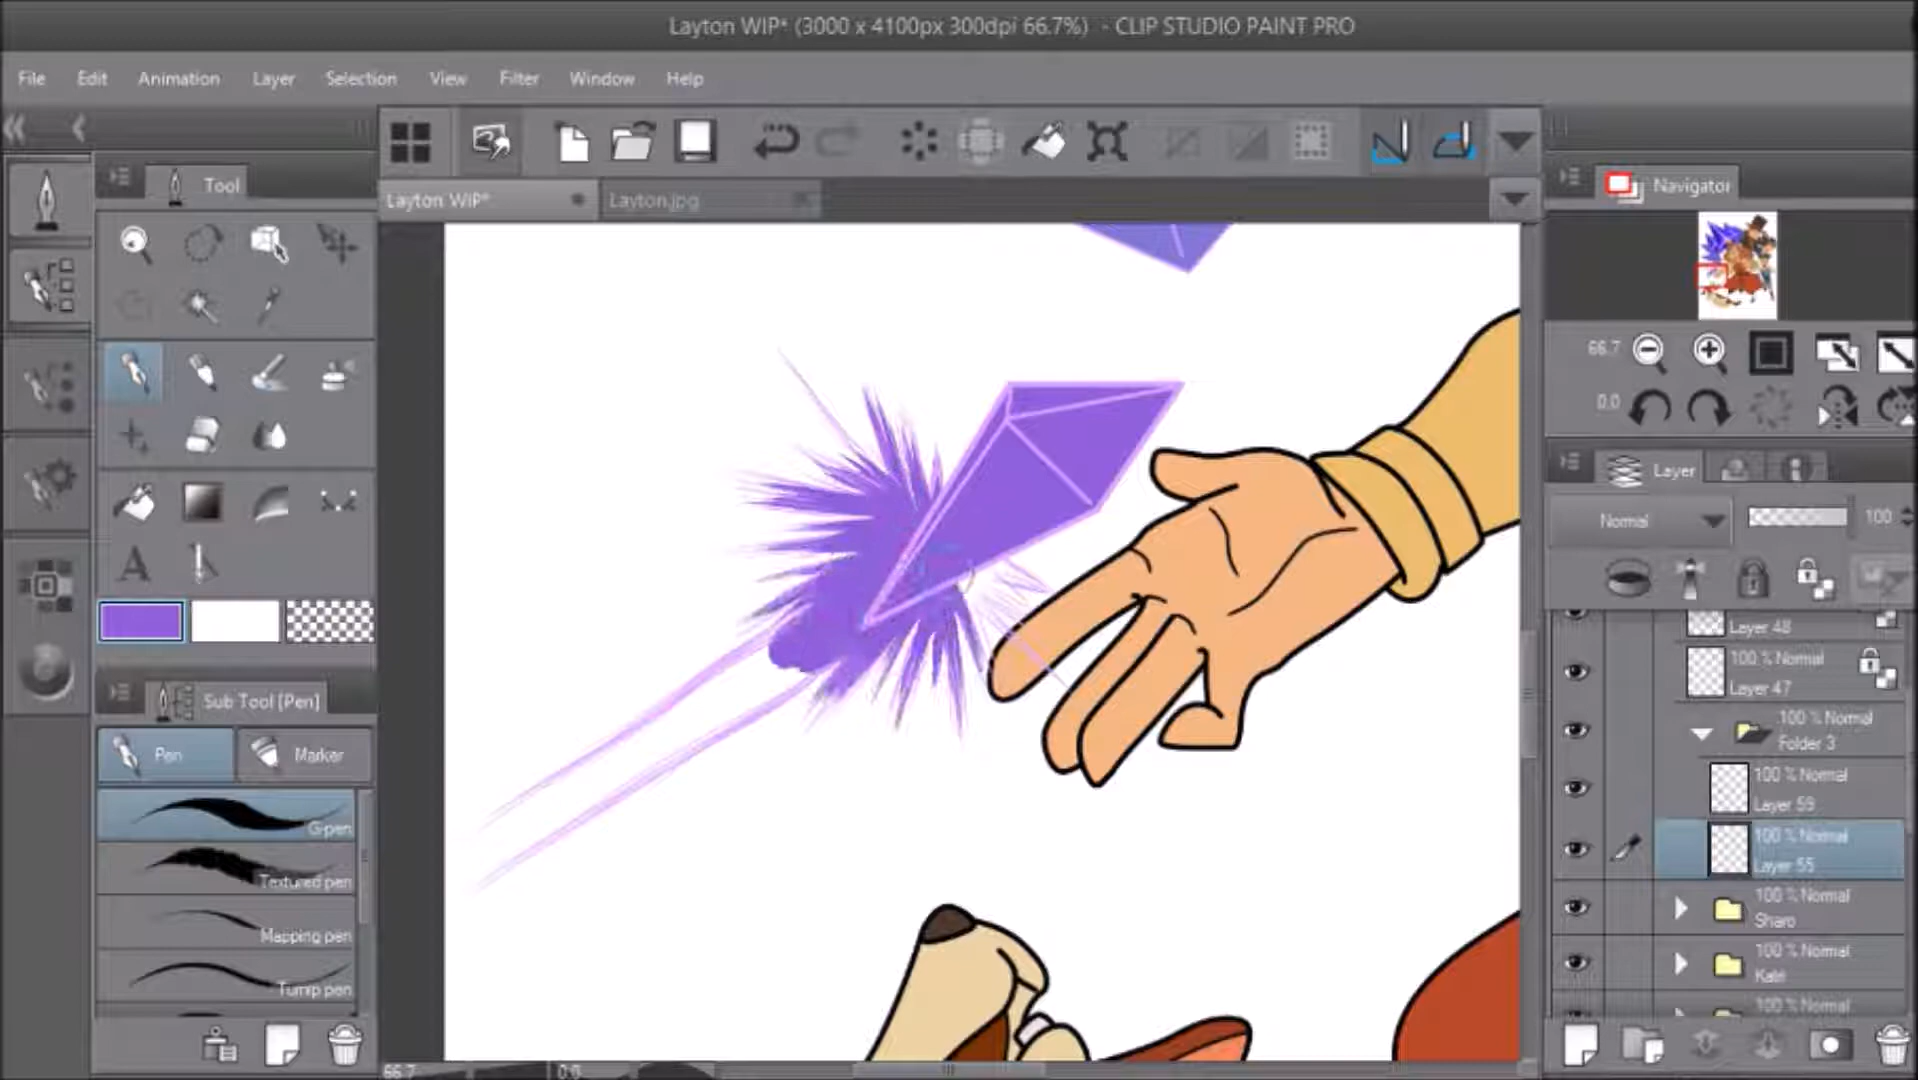 Layton WIP* (3000 x 4100px 300dpi 66.7%) - CLIP STUDIO PAINT PRO
File Edit Animation Layer Selection View Filter Window Help
Tool
Layton WIP* Layton.jpg
Navigator
66.7
0.0
Layer
Normal 100
Layer 48
100 % Normal
Layer 47
100 % Normal
Folder 3
100 % Normal
Layer 59
100 % Normal
Layer 55
100 % Normal
Sharo
100 % Normal
100 % Normal
A
Sub Tool [Pen]
Pen Marker
G-pen
Textured pen
Mapping pen
Turnip pen
66.7 0.0